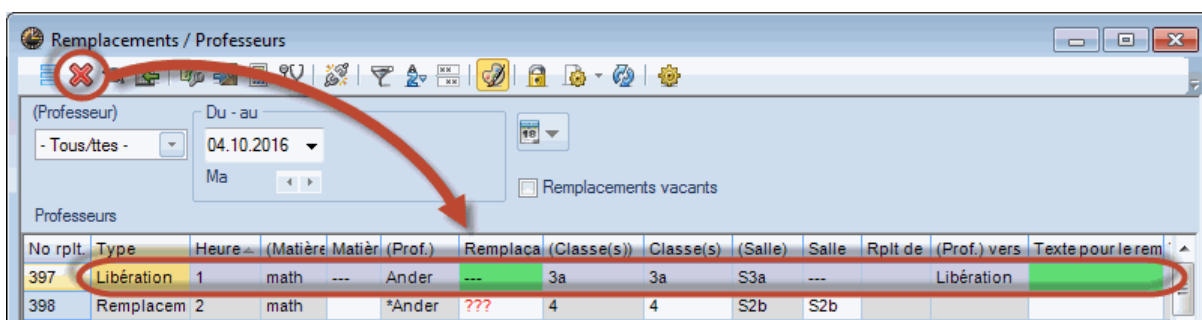 Remplacements / Professeurs
(Professeur) Du - au
- Tous/ttes - 04.10.2016 18
Ma
Remplacements vacants
Professeurs
No rplt. Type Heure (Matière Matièr (Prof.) Remplaça (Classe(s)) Classe(s) (Salle) Salle Rplt de (Prof.) vers Texte pour le rem
397 Libération 1 math --- Ander --- 3a 3a S3a --- Libération
398 Remplacem 2 math *Ander ??? 4 4 S2b S2b